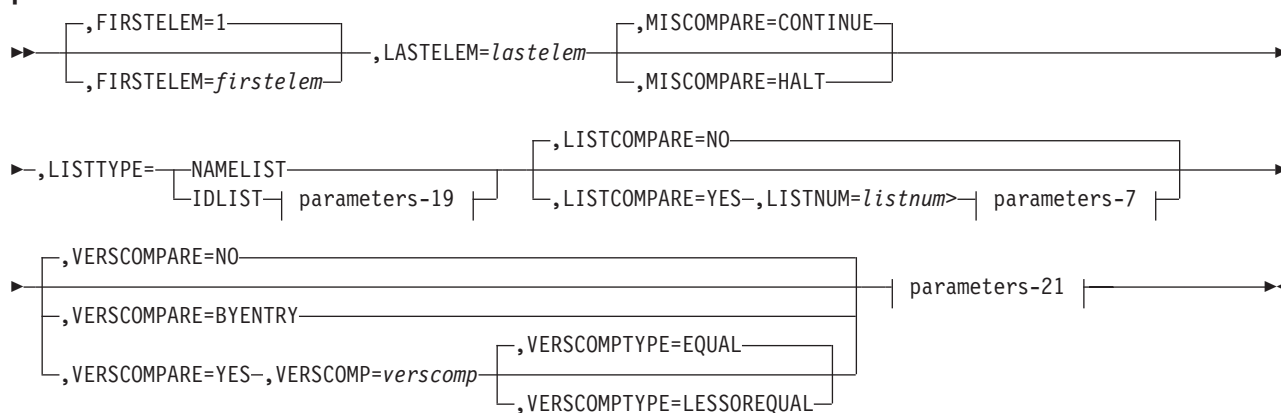 ,FIRSTELEM=1
,MISCOMPARE=CONTINUE
,LASTELEM=lastelem
,FIRSTELEM=firstelem
,MISCOMPARE=HALT
,LISTCOMPARE=NO
,LISTTYPE= NAMELIST
IDLIST parameters-19
,LISTCOMPARE=YES ,LISTNUM=listnum> parameters-7
,VERSCOMPARE=NO
parameters-21
,VERSCOMPARE=BYENTRY
,VERSCOMPTYPE=EQUAL
,VERSCOMPARE=YES ,VERSCOMP=verscomp
,VERSCOMPTYPE=LESSOREQUAL